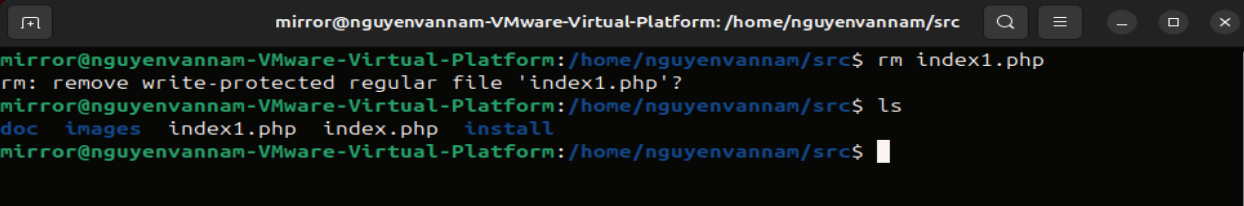 mirror@nguyenvannam-VMware-Virtual-Platform: /home/nguyenvannam/src
mirror@nguyenvannam-VMware-Virtual-Platform:/home/nguyenvannam/src$ rm index1.php
rm: remove write-protected regular file 'index1.php'?
mirror@nguyenvannam-VMware-Virtual-Platform:/home/nguyenvannam/src$ ls
doc  images  index1.php  index.php  install
mirror@nguyenvannam-VMware-Virtual-Platform:/home/nguyenvannam/src$